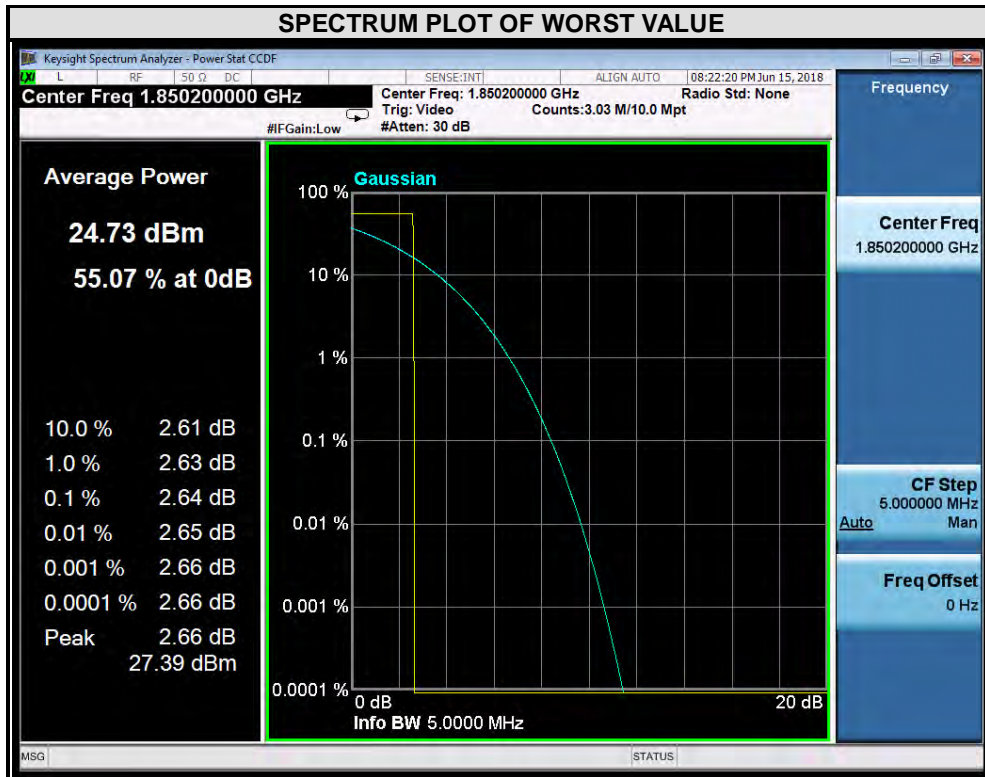 SPECTRUM PLOT OF WORST VALUE
Keysight Spectrum Analyzer - Power Stat CCDF
LXI L RF 50 Ω DC SENSE:INT ALIGN AUTO 08:22:20 PM Jun 15, 2018
Center Freq 1.850200000 GHz
Center Freq: 1.850200000 GHz Radio Std: None
Trig: Video Counts:3.03 M/10.0 Mpt
#IFGain:Low #Atten: 30 dB
Average Power
24.73 dBm
55.07 % at 0dB
10.0 % 2.61 dB
1.0 % 2.63 dB
0.1 % 2.64 dB
0.01 % 2.65 dB
0.001 % 2.66 dB
0.0001 % 2.66 dB
Peak 2.66 dB
27.39 dBm
Gaussian
100 %
10 %
1 %
0.1 %
0.01 %
0.001 %
0.0001 %
0 dB 20 dB
Info BW 5.0000 MHz
Frequency
Center Freq
1.850200000 GHz
CF Step
5.000000 MHz
Auto Man
Freq Offset
0 Hz
MSG STATUS